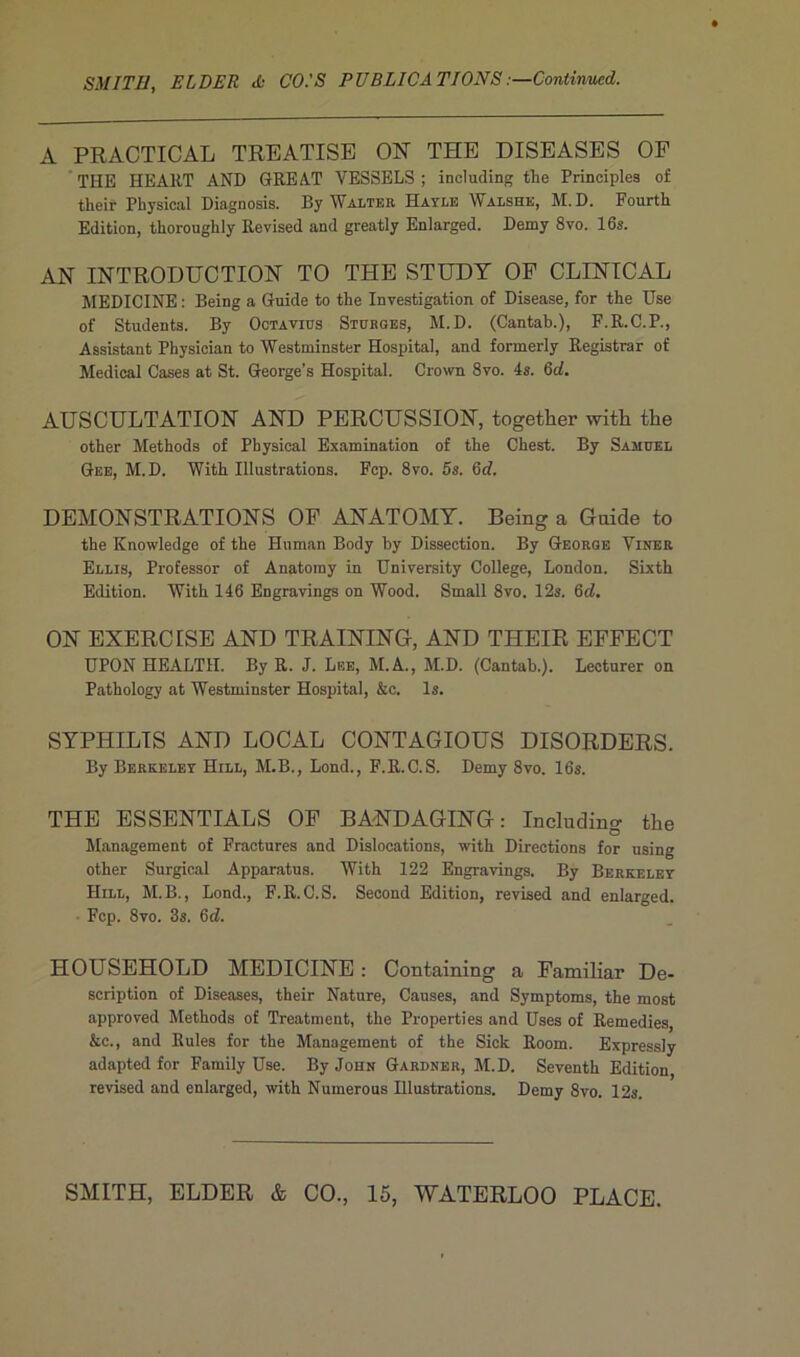 SMITH, ELDER & CO.'S PUBLICATIONS:—Continued.
A PRACTICAL TREATISE ON THE DISEASES OF
THE HEART AND GREAT VESSELS; including the Principles of
their Physical Diagnosis. By Walter Hayle Walshe, M.D. Fourth
Edition, thoroughly Revised and greatly Enlarged. Demy 8vo. 16s.
AN INTRODUCTION TO THE STUDY OF CLINICAL
MEDICINE: Being a Guide to the Investigation of Disease, for the Use
of Students. By Octavius Sturges, M.D. (Cantab.), F.R.C.P.,
Assistant Physician to Westminster Hospital, and formerly Registrar of
Medical Cases at St. George's Hospital. Crown 8vo. 4s. 6d.
AUSCULTATION AND PERCUSSION, together with the
other Methods of Physical Examination of the Chest. By Samuel
Gee, M.D. With Illustrations. Fcp. 8vo. 5s. 6d.
DEMONSTRATIONS OF ANATOMY. Being a Guide to
the Knowledge of the Human Body by Dissection. By George Viner
Ellis, Professor of Anatomy in University College, London. Sixth
Edition. With 146 Engravings on Wood. Small 8vo. 12s. 6d.
ON EXERCISE AND TRAINING, AND THEIR EFFECT
UPON HEALTH. By R. J. Lee, M.A., M.D. (Cantab.). Lecturer on
Pathology at Westminster Hospital, &c. 1s.
SYPHILIS AND LOCAL CONTAGIOUS DISORDERS.
By Berkeley Hill, M.B., Lond., F.R.C.S. Demy 8vo. 16s.
THE ESSENTIALS OF BANDAGING: Including the
Management of Fractures and Dislocations, with Directions for using
other Surgical Apparatus. With 122 Engravings. By Berkeley
Hill, M.B., Lond., F.R.C.S. Second Edition, revised and enlarged.
Fcp. 8vo. 3s. 6d.
HOUSEHOLD MEDICINE: Containing a Familiar De-
scription of Diseases, their Nature, Causes, and Symptoms, the most
approved Methods of Treatment, the Properties and Uses of Remedies,
&c., and Rules for the Management of the Sick Room. Expressly
adapted for Family Use. By John Gardner, M.D. Seventh Edition,
revised and enlarged, with Numerous Illustrations. Demy 8vo. 12s.
SMITH, ELDER & CO., 15, WATERLOO PLACE.